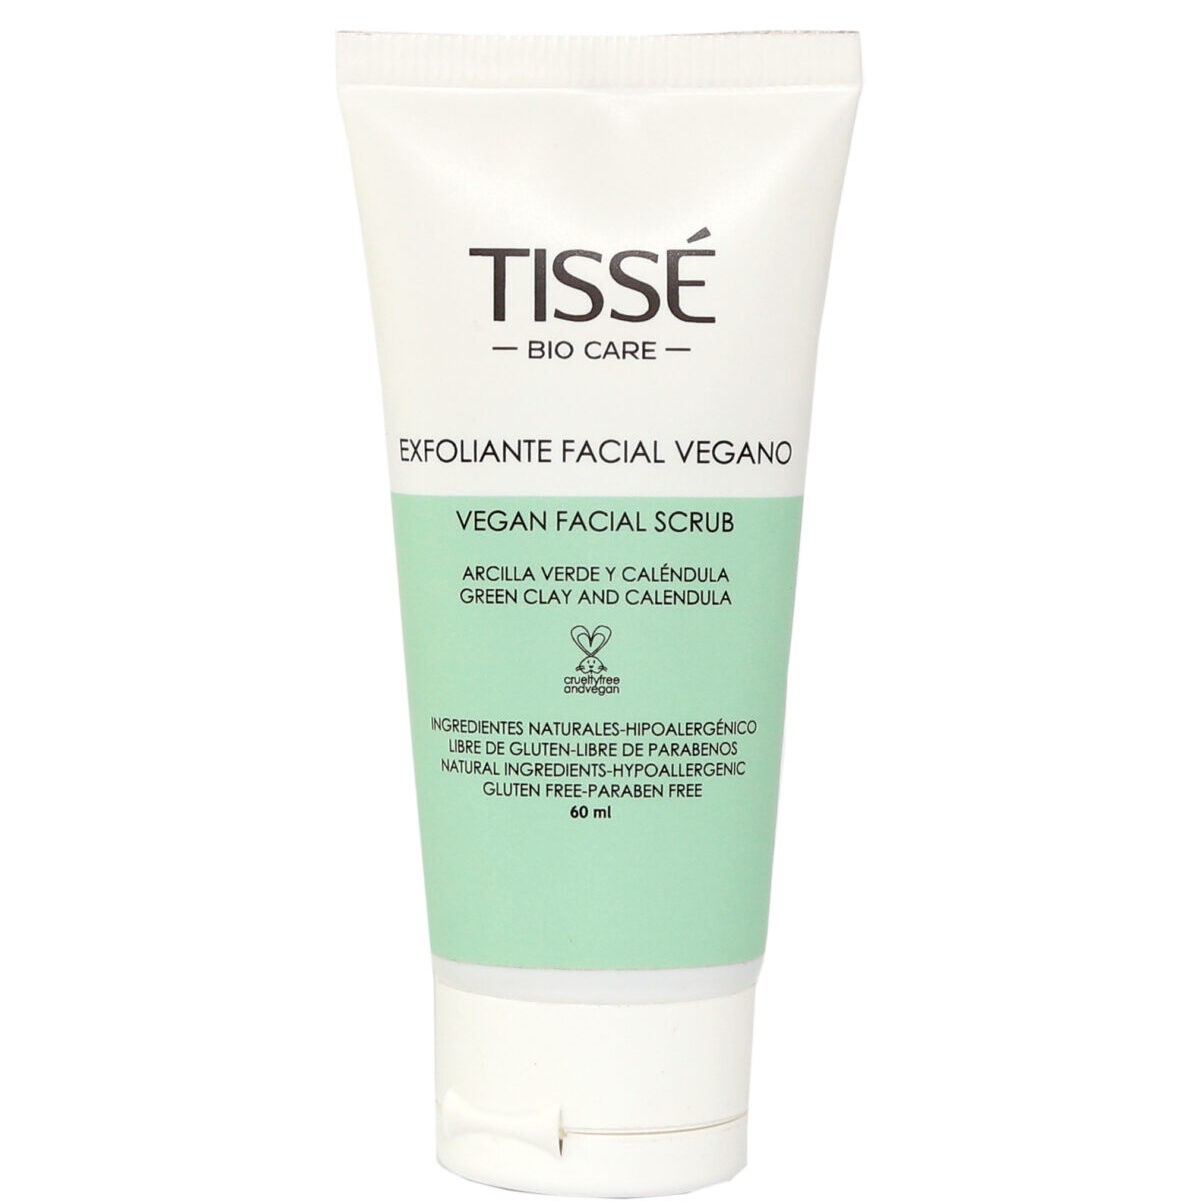 TISSÉ
— BIO CARE —
EXFOLIANTE FACIAL VEGANO
VEGAN FACIAL SCRUB
ARCILLA VERDE Y CALÉNDULA
GREEN CLAY AND CALENDULA
crueltyfree
andvegan
INGREDIENTES NATURALES-HIPOALERGÉNICO
LIBRE DE GLUTEN-LIBRE DE PARABENOS
NATURAL INGREDIENTS-HYPOALLERGENIC
GLUTEN FREE-PARABEN FREE
60 ml